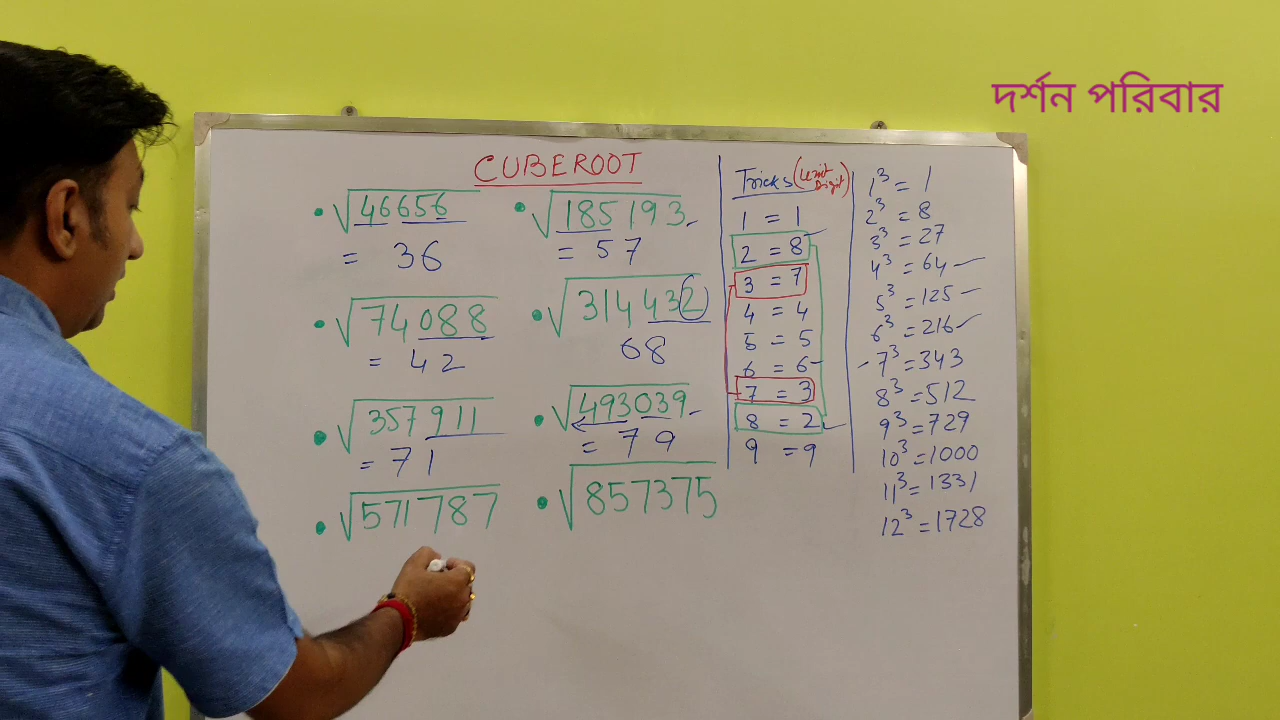 দর্শন পরিবার
CUBEROOT
• √46656
= 36
• √185193
= 57
• √74088
= 42
• √314432
68
• √357911
= 71
• √493039
= 79
• √571787
• √857375
Tricks (Digit)
1 = 1
2 = 8
3 = 7
4 = 4
5 = 5
6 = 6
7 = 3
8 = 2
9 = 9
1³ = 1
2³ = 8
3³ = 27
4³ = 64
5³ = 125
6³ = 216
7³ = 343
8³ = 512
9³ = 729
10³ = 1000
11³ = 1331
12³ = 1728